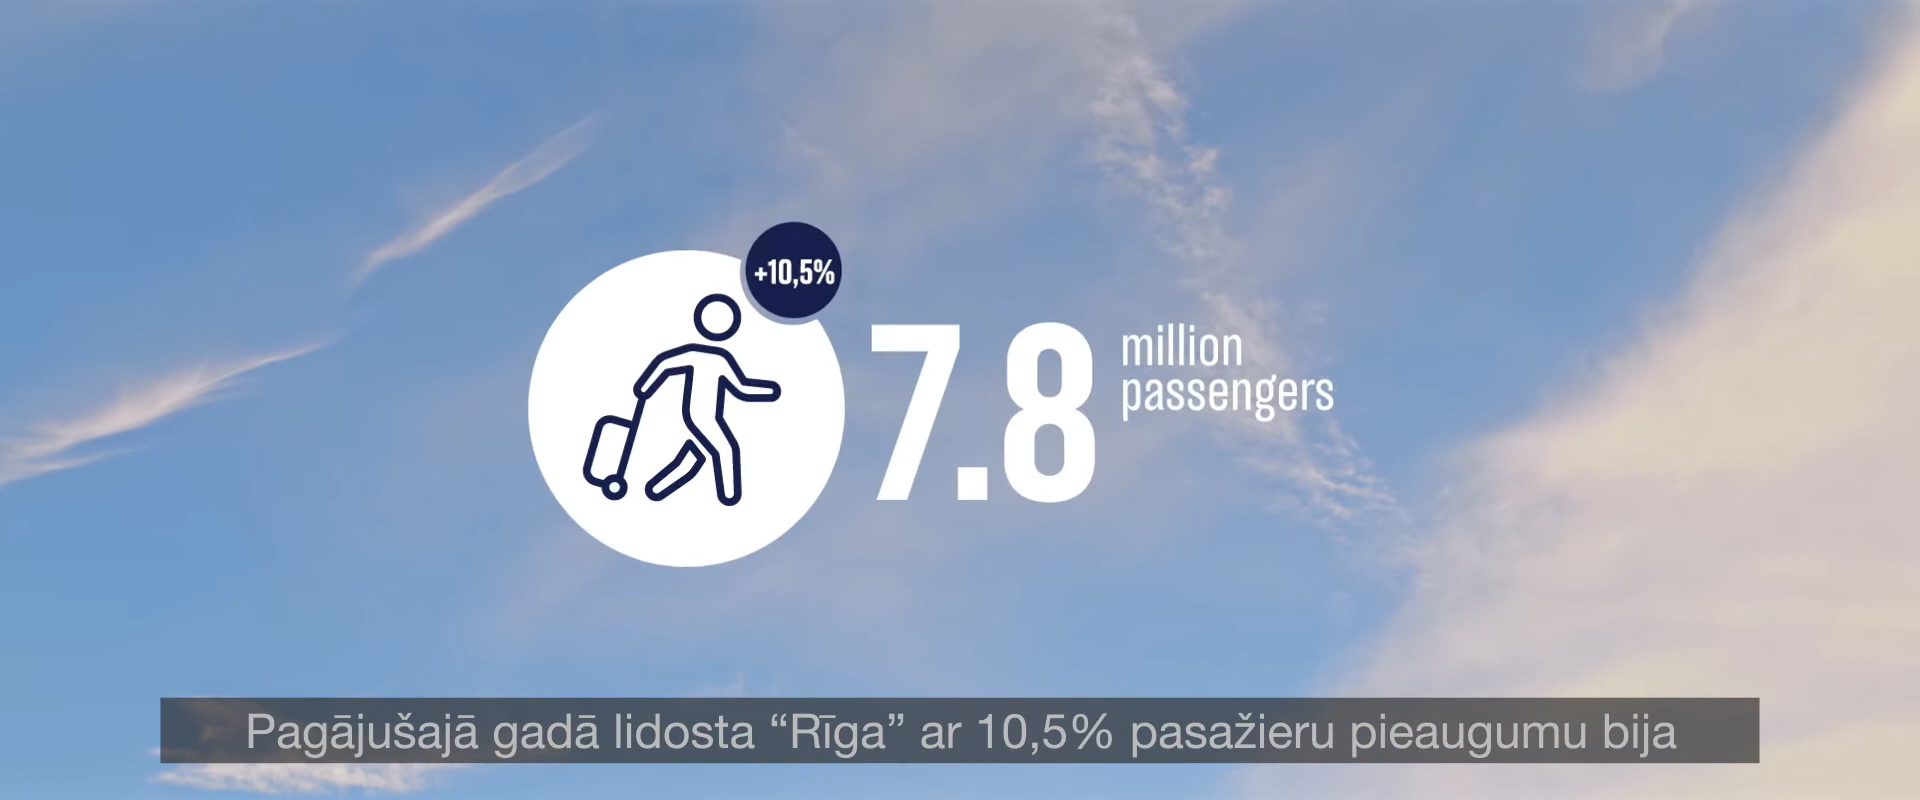 +10,5%
7.8
million
passengers
Pagājušajā gadā lidosta “Rīga” ar 10,5% pasažieru pieaugumu bija